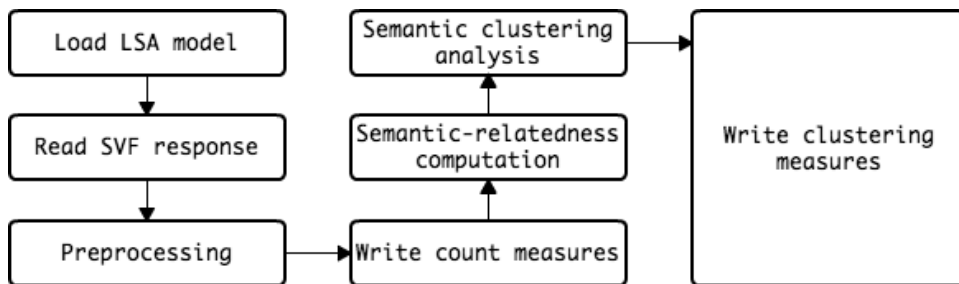 Load LSA model
Read SVF response
Preprocessing
Write count measures
Semantic-relatedness
computation
Semantic clustering
analysis
Write clustering
measures